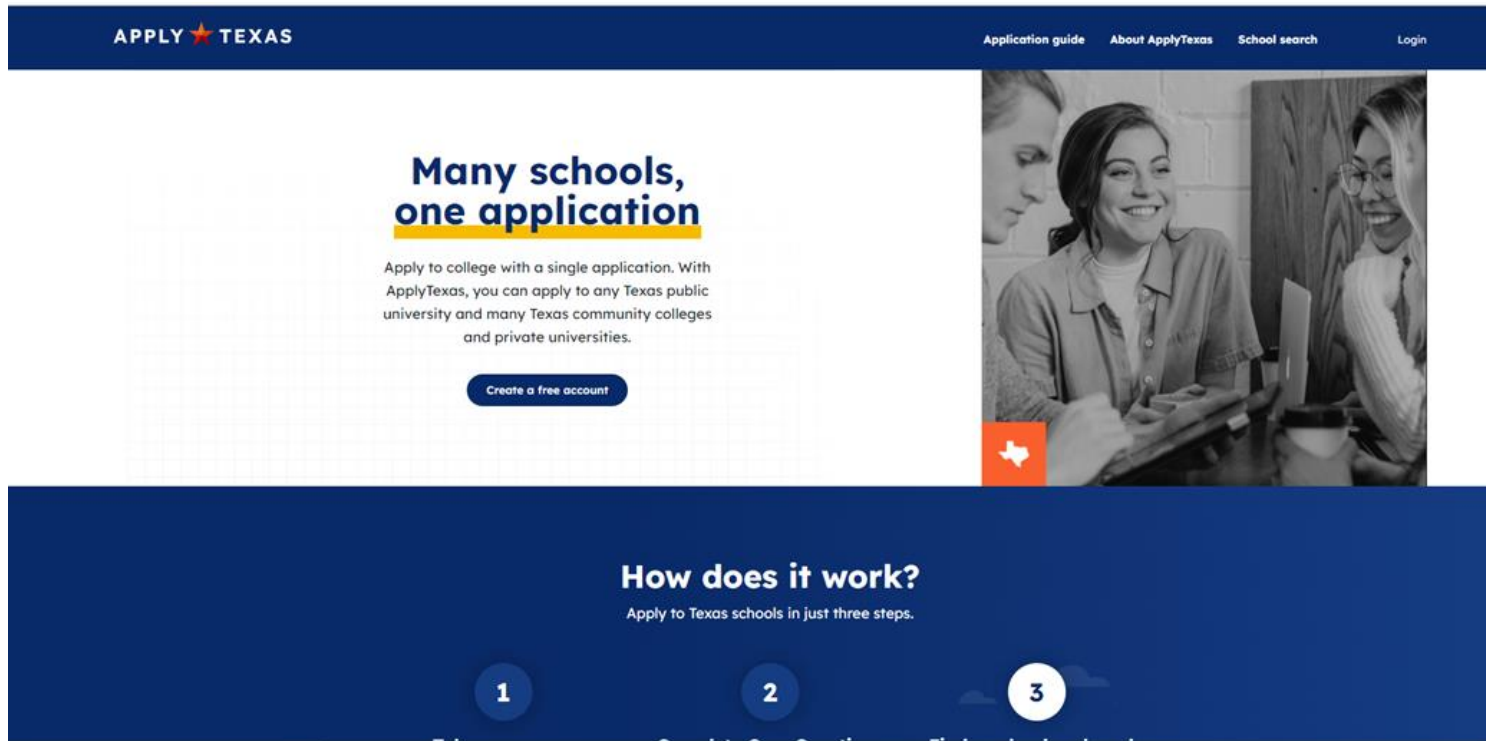 APPLY TEXAS
Application guide About ApplyTexas School search Login
Many schools,
one application
Apply to college with a single application. With
ApplyTexas, you can apply to any Texas public
university and many Texas community colleges
and private universities.
Create a free account
How does it work?
Apply to Texas schools in just three steps.
1 2 3